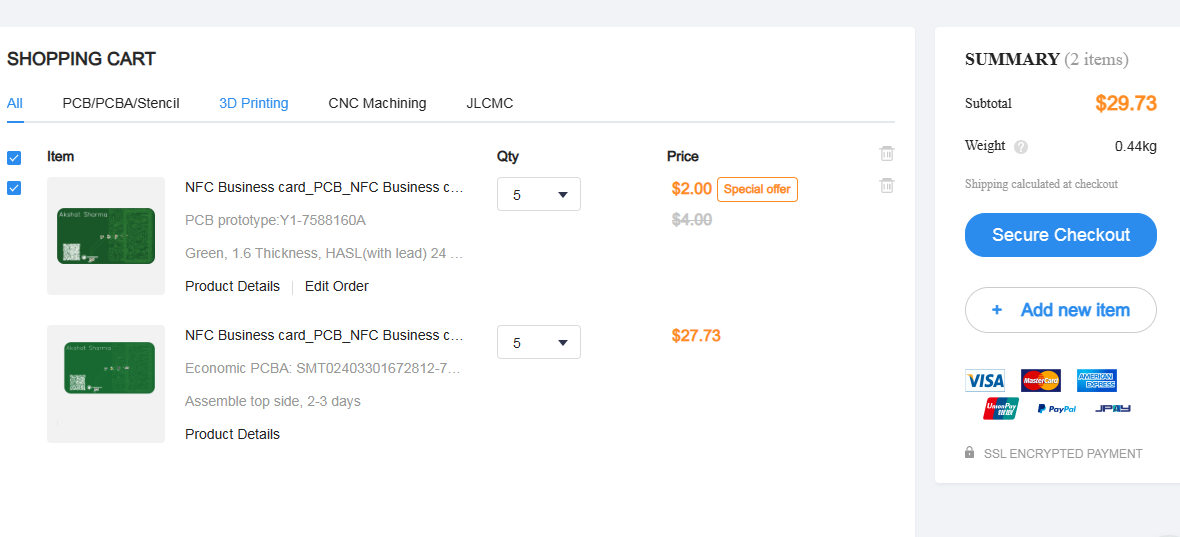 SHOPPING CART
All PCB/PCBA/Stencil 3D Printing CNC Machining JLCMC
Item Qty Price
NFC Business card_PCB_NFC Business c… 5 $2.00 Special offer
PCB prototype:Y1-7588160A $4.00
Green, 1.6 Thickness, HASL(with lead) 24 …
Product Details Edit Order
Akshat Sharma
NFC Business card_PCB_NFC Business c… 5 $27.73
Economic PCBA: SMT02403301672812-7…
Assemble top side, 2-3 days
Product Details
Akshat Sharma
SUMMARY (2 items)
Subtotal $29.73
Weight ? 0.44kg
Shipping calculated at checkout
Secure Checkout
+ Add new item
VISA MasterCard AMERICAN EXPRESS
UnionPay 银联 PayPal JPAY
SSL ENCRYPTED PAYMENT